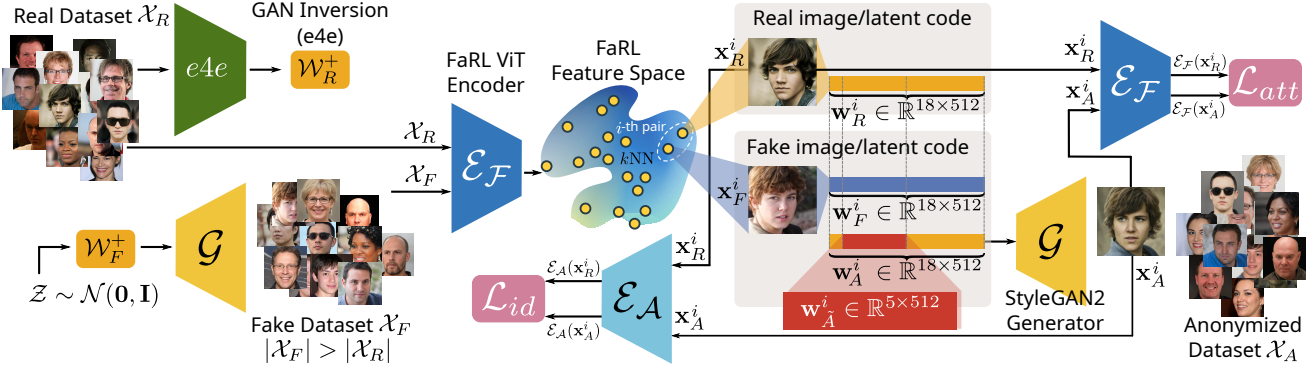 Real Dataset 𝒳_R
e4e
GAN Inversion
(e4e)
𝒲_R^+
𝒵 ∼ 𝒩(𝟎, 𝐈)
𝒲_F^+
𝒢
Fake Dataset 𝒳_F
|𝒳_F| > |𝒳_R|
𝒳_R
𝒳_F
FaRL ViT
Encoder
ℰ_ℱ
FaRL
Feature Space
i-th pair
kNN
Real image/latent code
𝐱_R^i
𝐰_R^i ∈ ℝ^{18×512}
Fake image/latent code
𝐱_F^i
𝐰_F^i ∈ ℝ^{18×512}
𝐰_A^i ∈ ℝ^{18×512}
𝐰_Ã^i ∈ ℝ^{5×512}
𝒢
StyleGAN2
Generator
𝐱_A^i
𝐱_R^i
𝐱_A^i
ℰ_𝒜
ℰ_𝒜(𝐱_R^i)
ℰ_𝒜(𝐱_A^i)
ℒ_id
𝐱_R^i
𝐱_A^i
ℰ_ℱ
ℰ_ℱ(𝐱_R^i)
ℰ_ℱ(𝐱_A^i)
ℒ_att
Anonymized
Dataset 𝒳_A